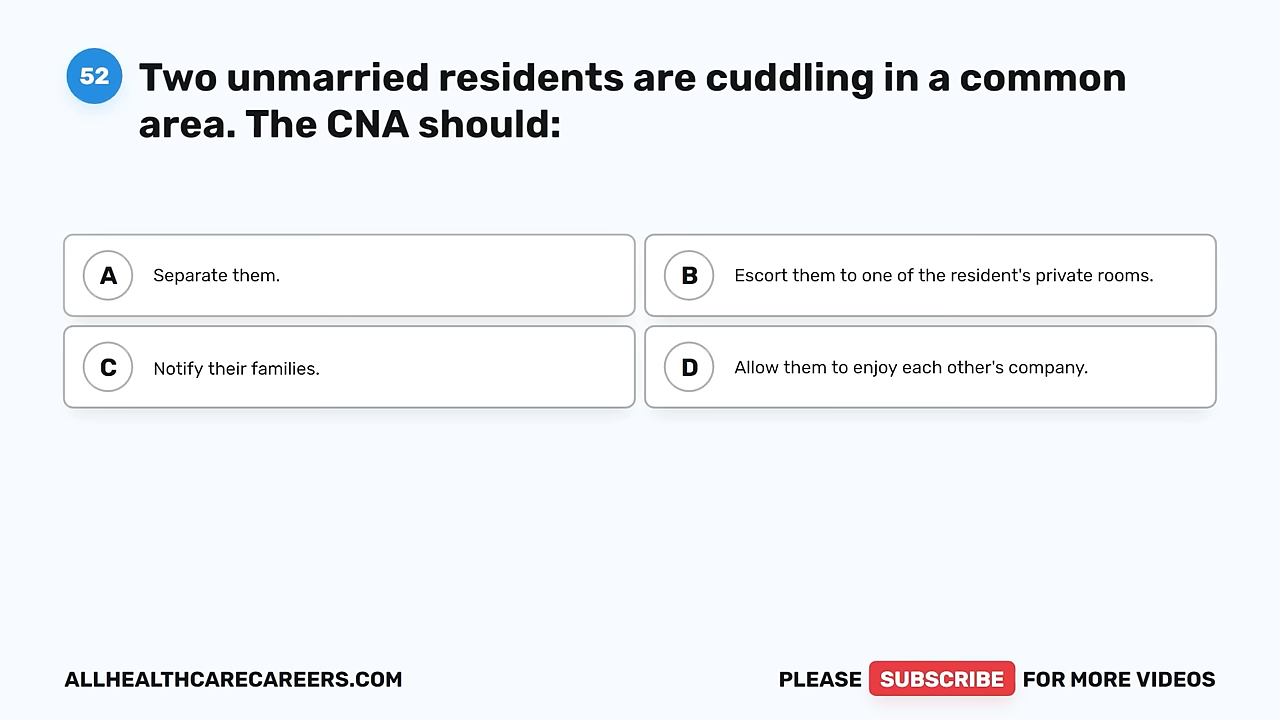 52
Two unmarried residents are cuddling in a common
area. The CNA should:
A
Separate them.
B
Escort them to one of the resident's private rooms.
C
Notify their families.
D
Allow them to enjoy each other's company.
ALLHEALTHCARECAREERS.COM
PLEASE SUBSCRIBE FOR MORE VIDEOS